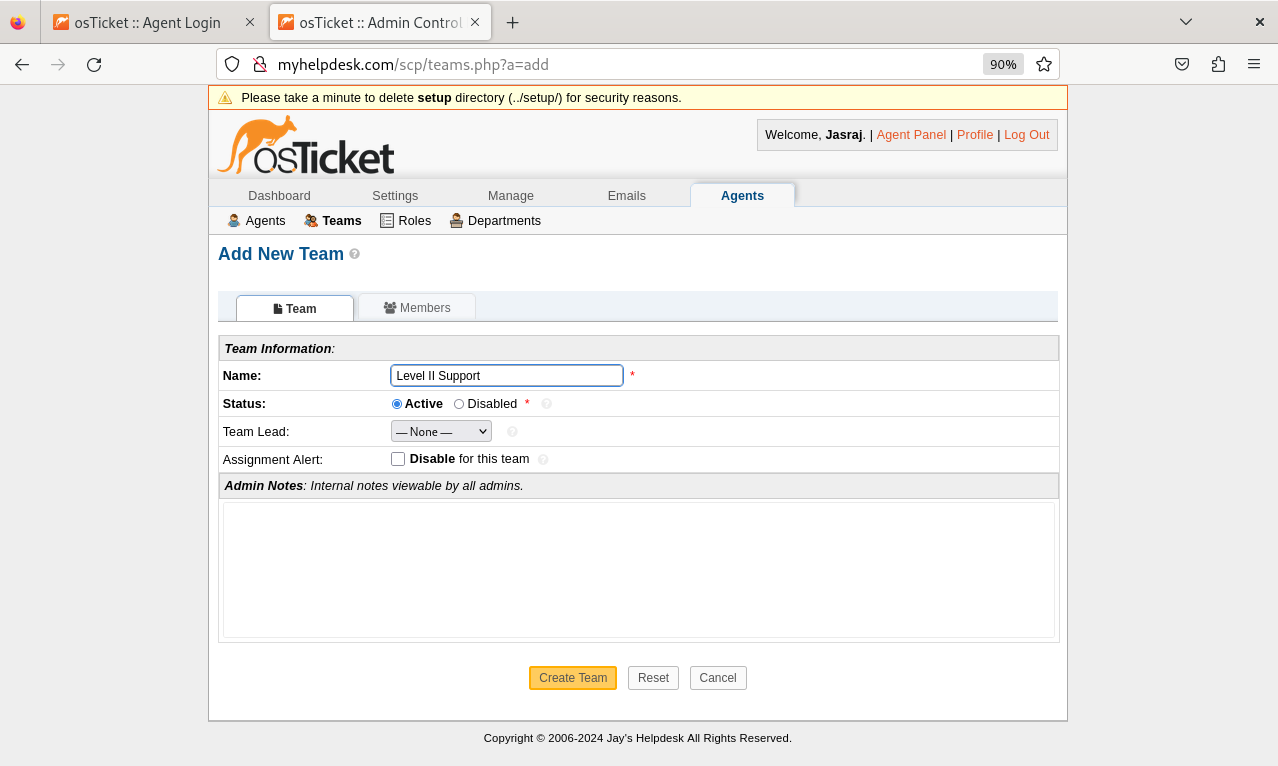 osTicket :: Agent Login
osTicket :: Admin Control
myhelpdesk.com/scp/teams.php?a=add 90%
Please take a minute to delete setup directory (../setup/) for security reasons.
osTicket
Welcome, Jasraj. | Agent Panel | Profile | Log Out
Dashboard Settings Manage Emails Agents
Agents Teams Roles Departments
Add New Team ?
Team Members
Team Information:
Name: Level II Support *
Status: Active Disabled * ?
Team Lead: — None — ?
Assignment Alert: Disable for this team ?
Admin Notes: Internal notes viewable by all admins.
Create Team Reset Cancel
Copyright © 2006-2024 Jay's Helpdesk All Rights Reserved.